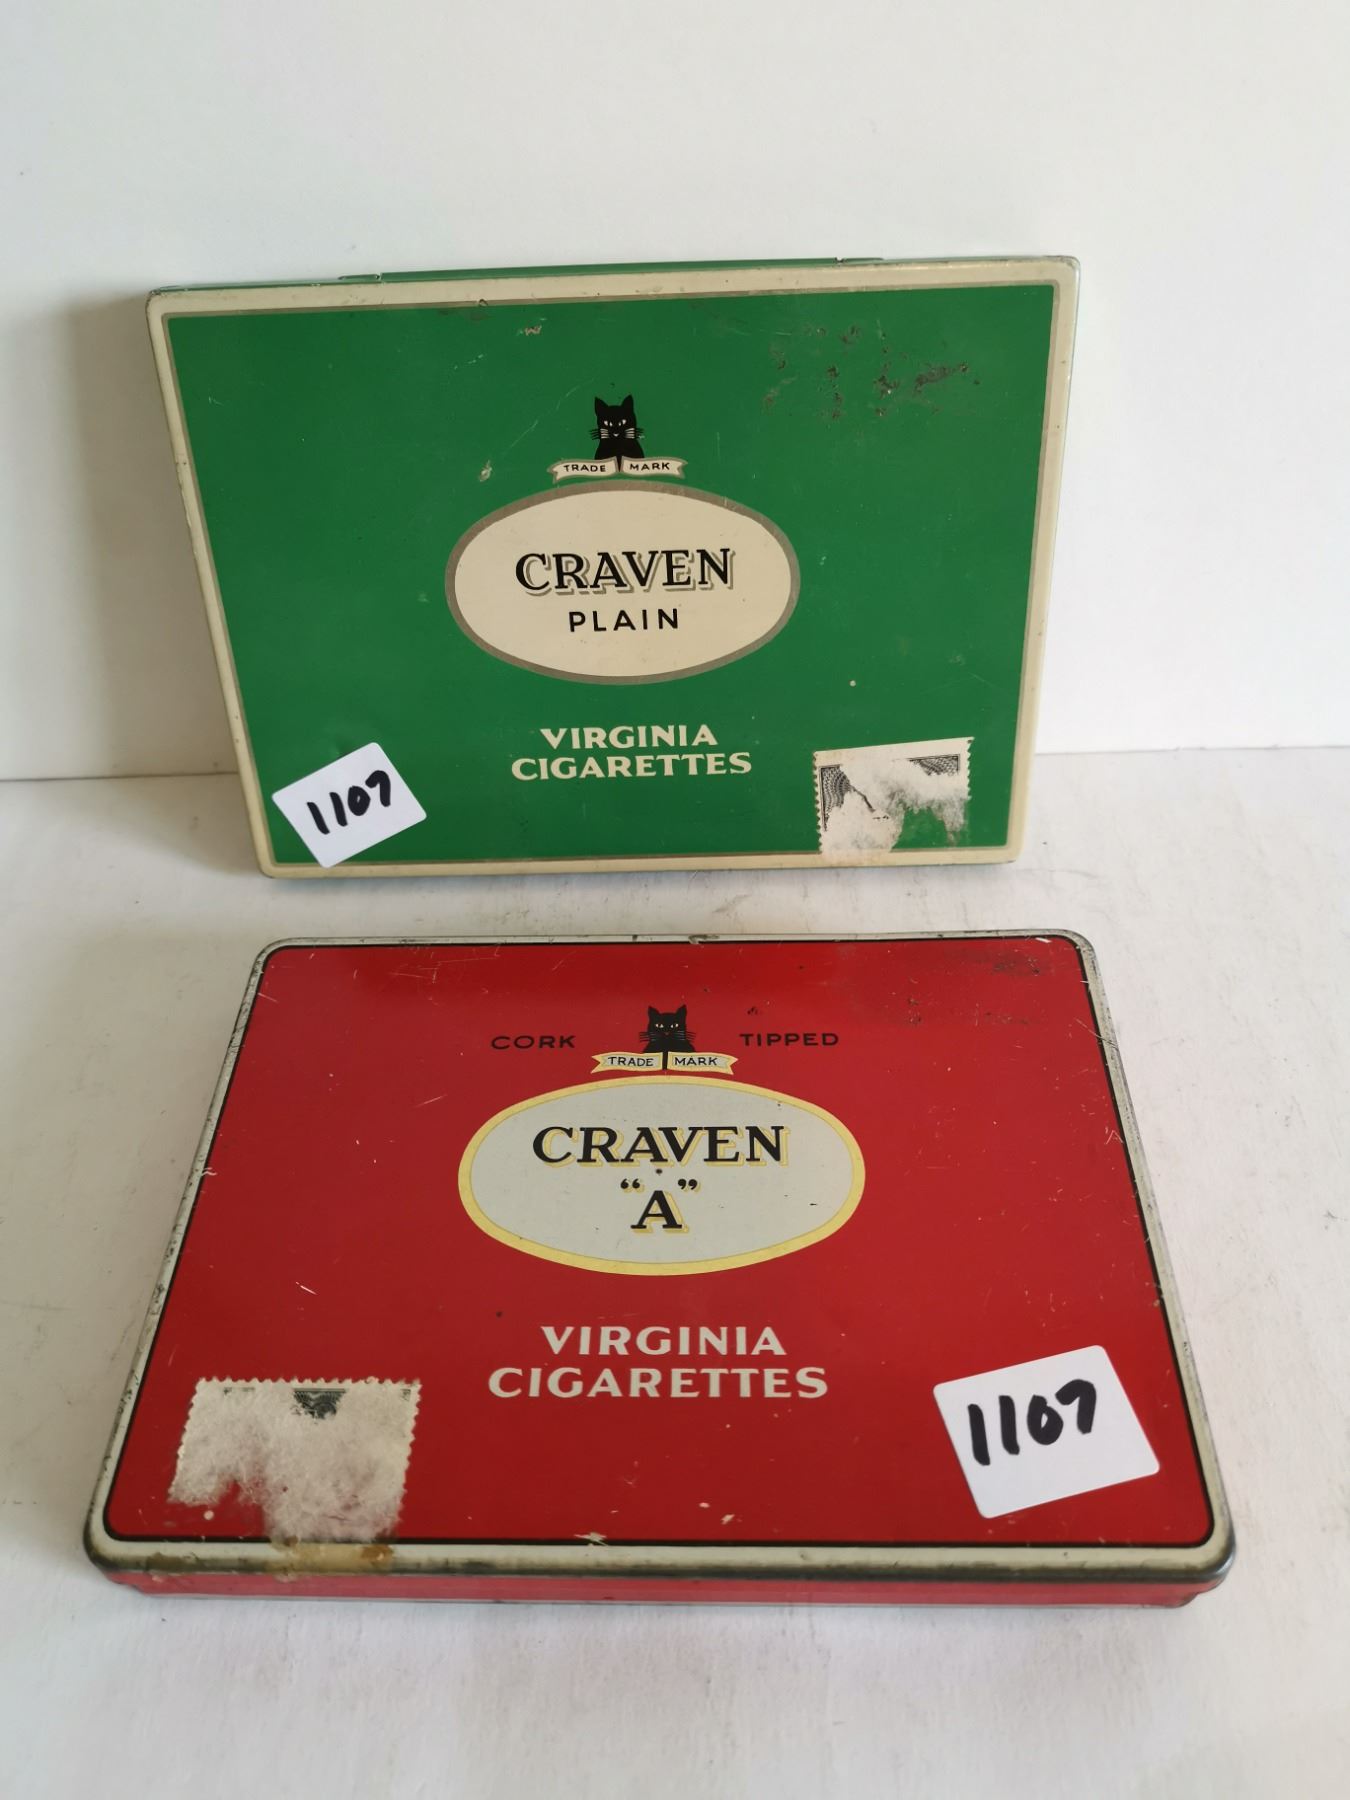 TRADE MARK
CRAVEN
PLAIN
VIRGINIA
CIGARETTES
1107
CORK TIPPED
TRADE MARK
CRAVEN
"A"
VIRGINIA
CIGARETTES
1107